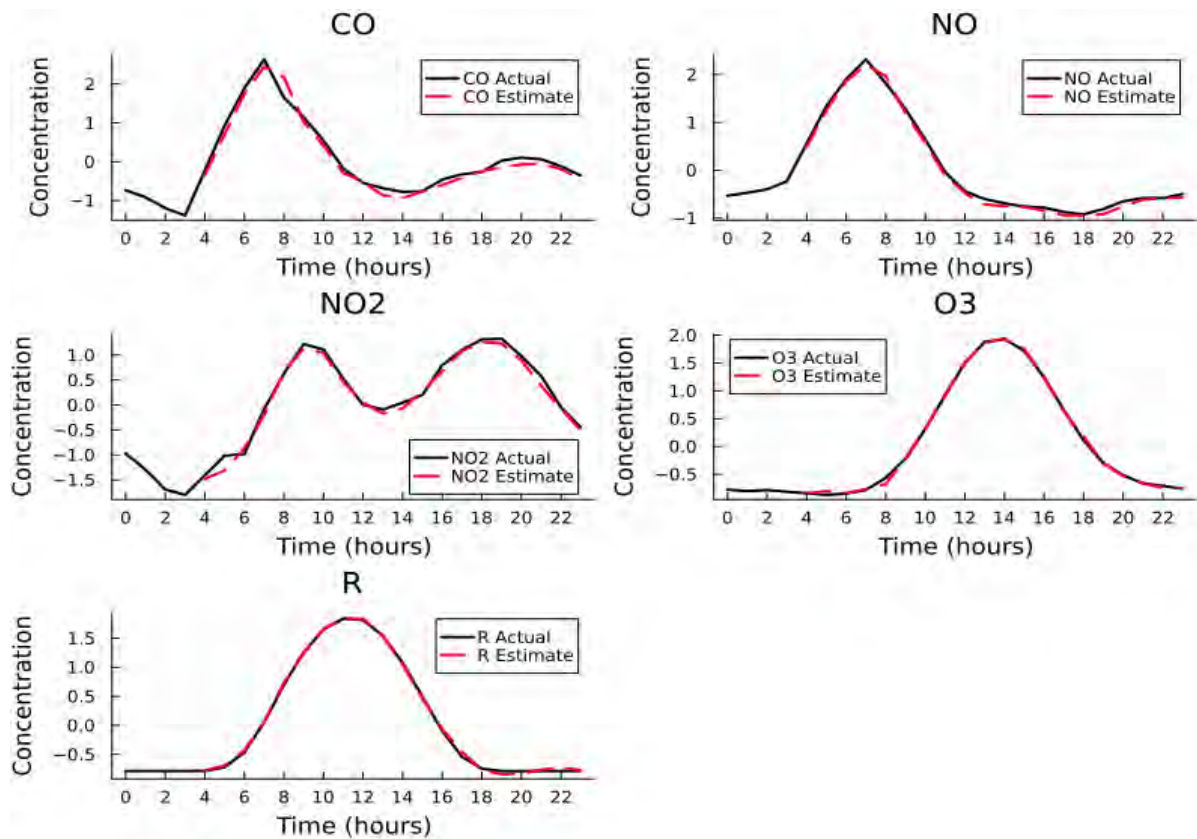 CO
Concentration
2
1
0
−1
CO Actual
CO Estimate
0 2 4 6 8 10 12 14 16 18 20 22
Time (hours)
NO
Concentration
2
1
0
−1
NO Actual
NO Estimate
0 2 4 6 8 10 12 14 16 18 20 22
Time (hours)
NO2
Concentration
1.0
0.5
0.0
−0.5
−1.0
−1.5
NO2 Actual
NO2 Estimate
0 2 4 6 8 10 12 14 16 18 20 22
Time (hours)
O3
Concentration
2.0
1.5
1.0
0.5
0.0
−0.5
O3 Actual
O3 Estimate
0 2 4 6 8 10 12 14 16 18 20 22
Time (hours)
R
Concentration
1.5
1.0
0.5
0.0
−0.5
R Actual
R Estimate
0 2 4 6 8 10 12 14 16 18 20 22
Time (hours)